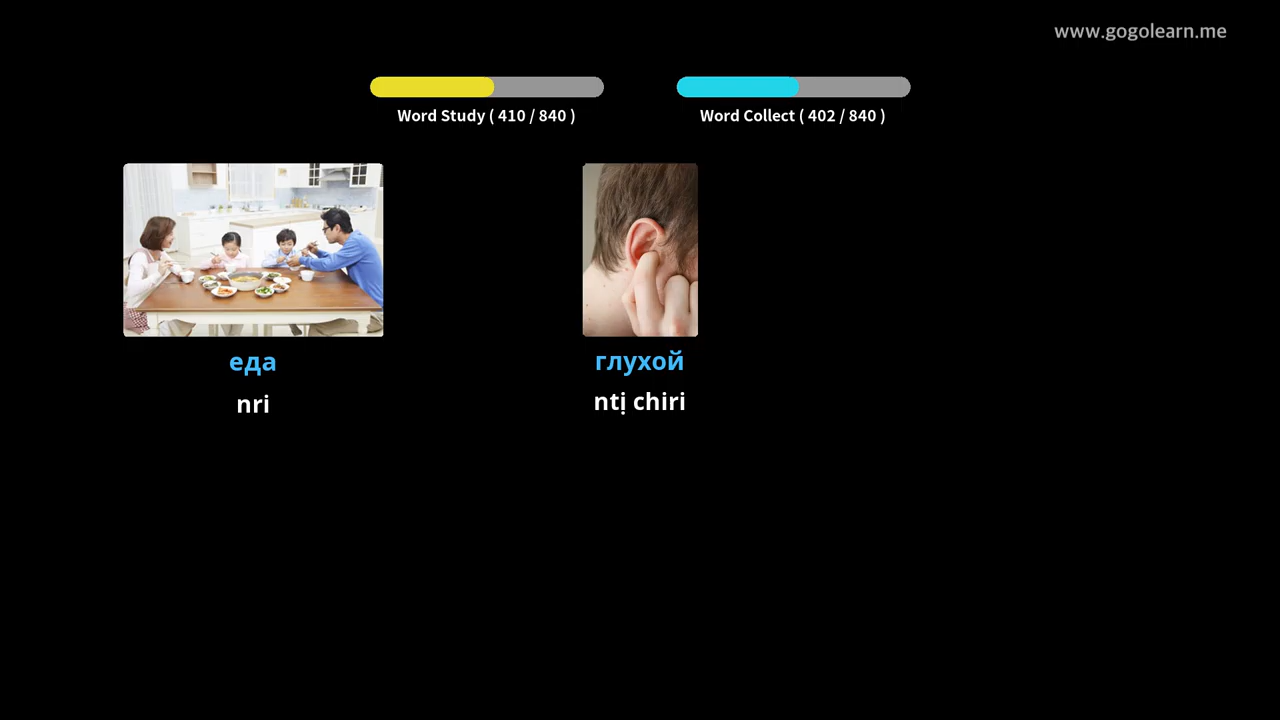 www.gogolearn.me
Word Study ( 410 / 840 )
Word Collect ( 402 / 840 )
еда
nri
глухой
ntị chiri